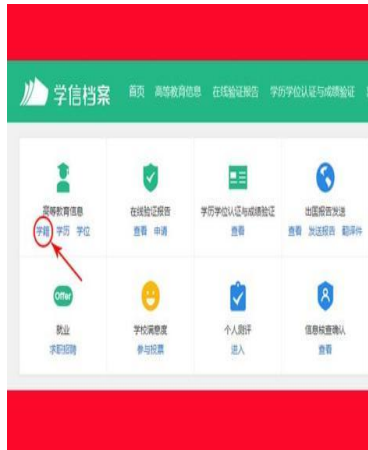 学信档案 首页 高等教育信息 在线验证报告 学历学位认证与成绩验证
高等教育信息 在线验证报告 学历学位认证与成绩验证 出国报告发送
学籍 学历 学位 查看 申请 查看 查看 发送报告 翻译件
Offer
就业 学校满意度 个人测评 信息核查确认
求职招聘 参与投票 进入 查看